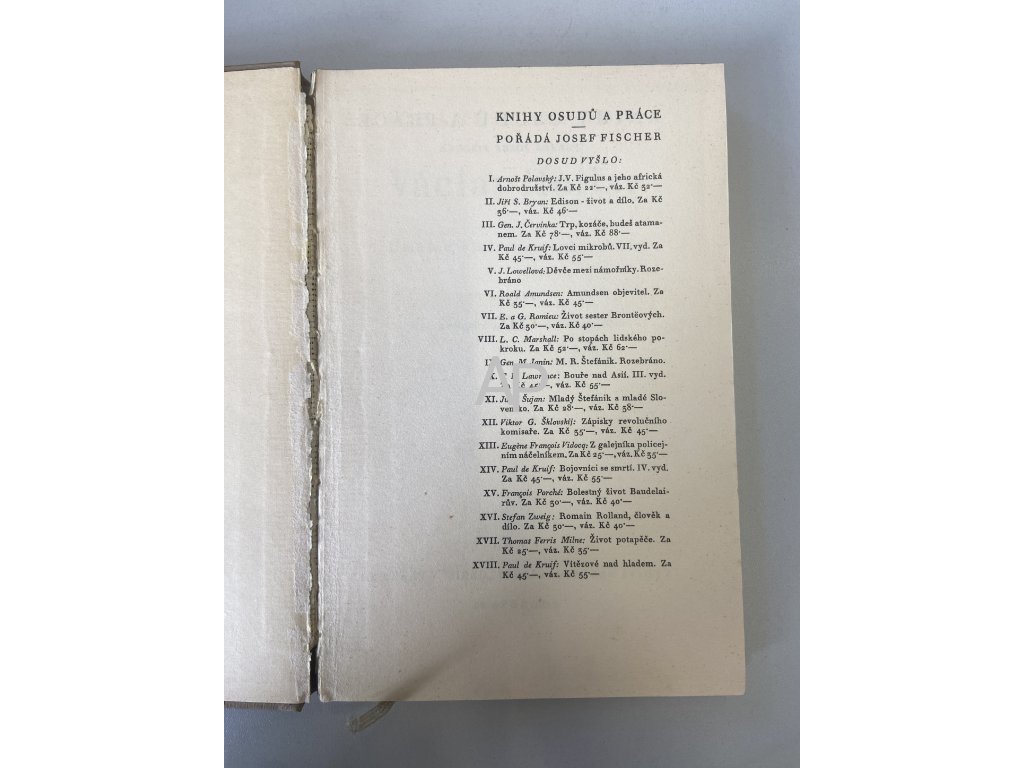 KNIHY OSUDŮ A PRÁCE
POŘÁDÁ JOSEF FISCHER
DOSUD VYŠLO:
I. Arnošt Polavský: J.V. Figulus a jeho africká
dobrodružství. Za Kč 22·—, váz. Kč 32·—
II. Jiří S. Bryan: Edison - život a dílo. Za Kč
36·—, váz. Kč 46·—
III. Gen. J. Červinka: Trp, kozáče, budeš atama-
nem. Za Kč 78·—, váz. Kč 88·—
IV. Paul de Kruif: Lovci mikrobů. VII. vyd. Za
Kč 45·—, váz. Kč 55·—
V. J. Lowellová: Děvče mezi námořníky. Roze-
bráno
VI. Roald Amundsen: Amundsen objevitel. Za
Kč 35·—, váz. Kč 45·—
VII. E. a G. Romieu: Život sester Brontëových.
Za Kč 30·—, váz. Kč 40·—
VIII. L. C. Marshall: Po stopách lidského po-
kroku. Za Kč 52·—, váz. Kč 62·—
IX. Gen. M. Janin: M. R. Štefánik. Rozebráno.
X. Lawrence: Bouře nad Asií. III. vyd.
Za Kč 45·—, váz. Kč 55·—
XI. Šujan: Mladý Štefánik a mladé Slo-
vensko. Za Kč 28·—, váz. Kč 38·—
XII. Viktor G. Šklovskij: Zápisky revolučního
komisaře. Za Kč 35·—, váz. Kč 45·—
XIII. Eugène François Vidocq: Z galejníka policej-
ním náčelníkem. Za Kč 25·—, váz. Kč 35·—
XIV. Paul de Kruif: Bojovníci se smrtí. IV. vyd.
Za Kč 45·—, váz. Kč 55·—
XV. François Porché: Bolestný život Baudelai-
rův. Za Kč 30·—, váz. Kč 40·—
XVI. Stefan Zweig: Romain Rolland, člověk a
dílo. Za Kč 30·—, váz. Kč 40·—
XVII. Thomas Ferris Milne: Život potapěče. Za
Kč 25·—, váz. Kč 35·—
XVIII. Paul de Kruif: Vítězové nad hladem. Za
Kč 45·—, váz. Kč 55·—